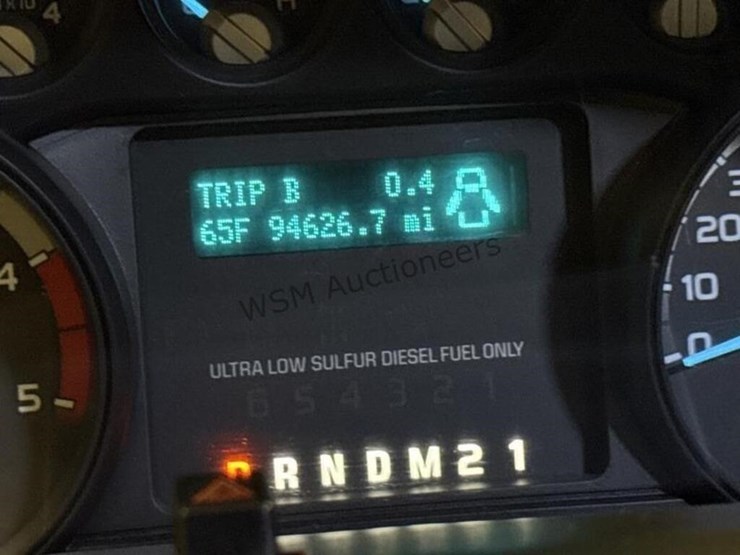 4
H
TRIP B 0.4
65F 94626.7 mi
WSM Auctioneers
20
4
10
0
ULTRA LOW SULFUR DIESEL FUEL ONLY
6 5 4 3 2 1
5
P R N D M 2 1